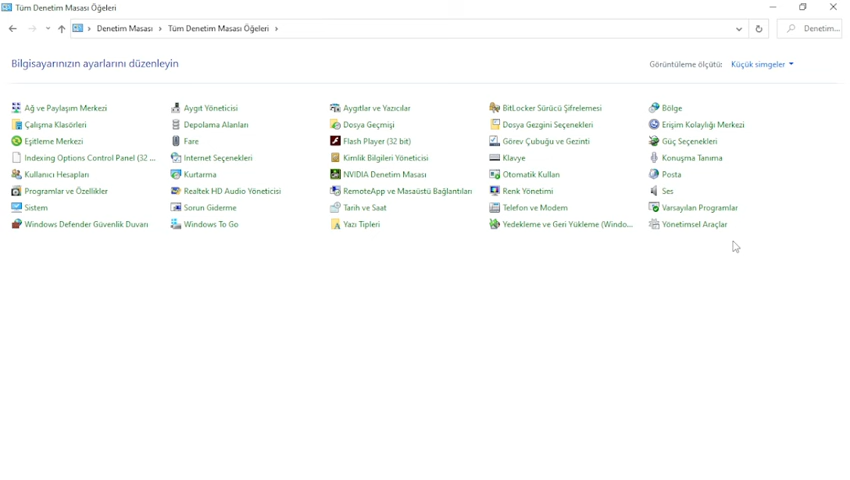 Tüm Denetim Masası Öğeleri
Denetim Masası > Tüm Denetim Masası Öğeleri >
Denetim...
Bilgisayarınızın ayarlarını düzenleyin
Görüntüleme ölçütü: Küçük simgeler
Ağ ve Paylaşım Merkezi
Aygıt Yöneticisi
Aygıtlar ve Yazıcılar
BitLocker Sürücü Şifrelemesi
Bölge
Çalışma Klasörleri
Depolama Alanları
Dosya Geçmişi
Dosya Gezgini Seçenekleri
Erişim Kolaylığı Merkezi
Eşitleme Merkezi
Fare
Flash Player (32 bit)
Görev Çubuğu ve Gezinti
Güç Seçenekleri
Indexing Options Control Panel (32 ...
Internet Seçenekleri
Kimlik Bilgileri Yöneticisi
Klavye
Konuşma Tanıma
Kullanıcı Hesapları
Kurtarma
NVIDIA Denetim Masası
Otomatik Kullan
Posta
Programlar ve Özellikler
Realtek HD Audio Yöneticisi
RemoteApp ve Masaüstü Bağlantıları
Renk Yönetimi
Ses
Sistem
Sorun Giderme
Tarih ve Saat
Telefon ve Modem
Varsayılan Programlar
Windows Defender Güvenlik Duvarı
Windows To Go
Yazı Tipleri
Yedekleme ve Geri Yükleme (Windo...
Yönetimsel Araçlar